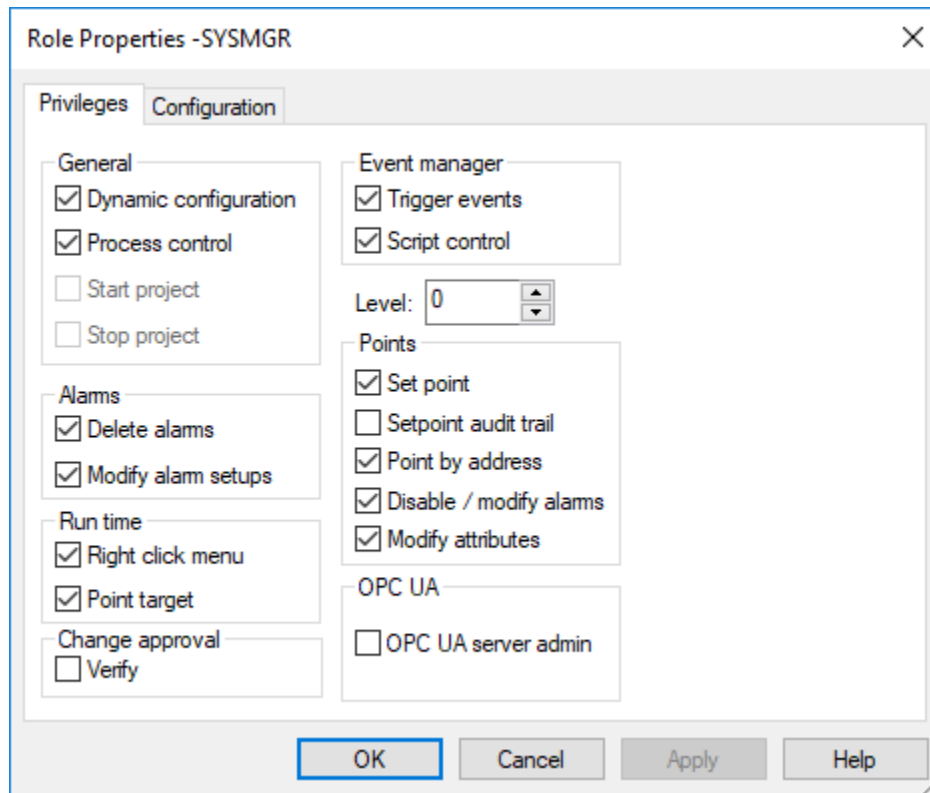 Role Properties -SYSMGR
Privileges
Configuration
General
Dynamic configuration
Process control
Start project
Stop project
Alarms
Delete alarms
Modify alarm setups
Run time
Right click menu
Point target
Change approval
Verify
Event manager
Trigger events
Script control
Level: 0
Points
Set point
Setpoint audit trail
Point by address
Disable / modify alarms
Modify attributes
OPC UA
OPC UA server admin
OK
Cancel
Apply
Help